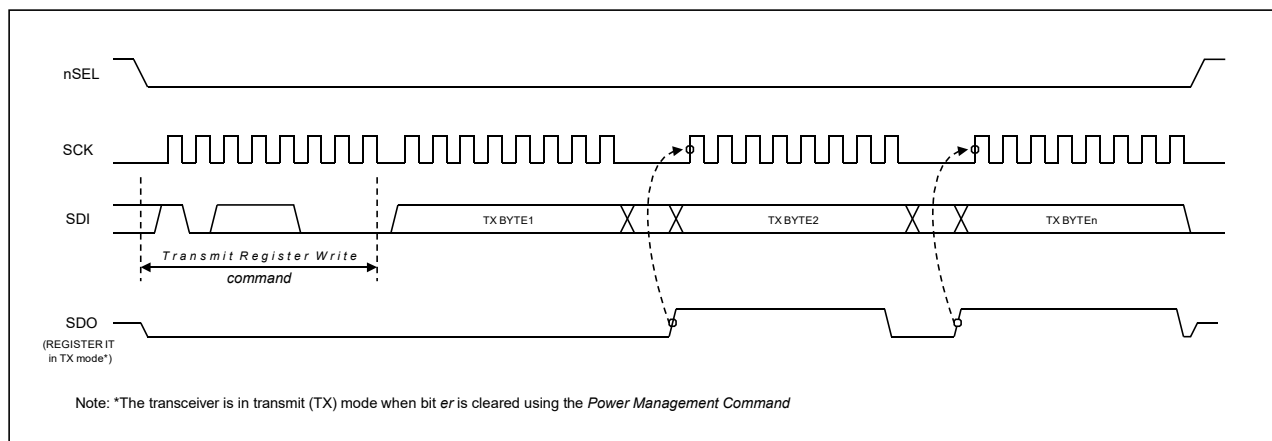 nSEL
SCK
SDI
TX BYTE1
TX BYTE2
TX BYTEn
Transmit Register Write
command
SDO
(REGISTER IT
in TX mode*)
Note: *The transceiver is in transmit (TX) mode when bit er is cleared using the Power Management Command